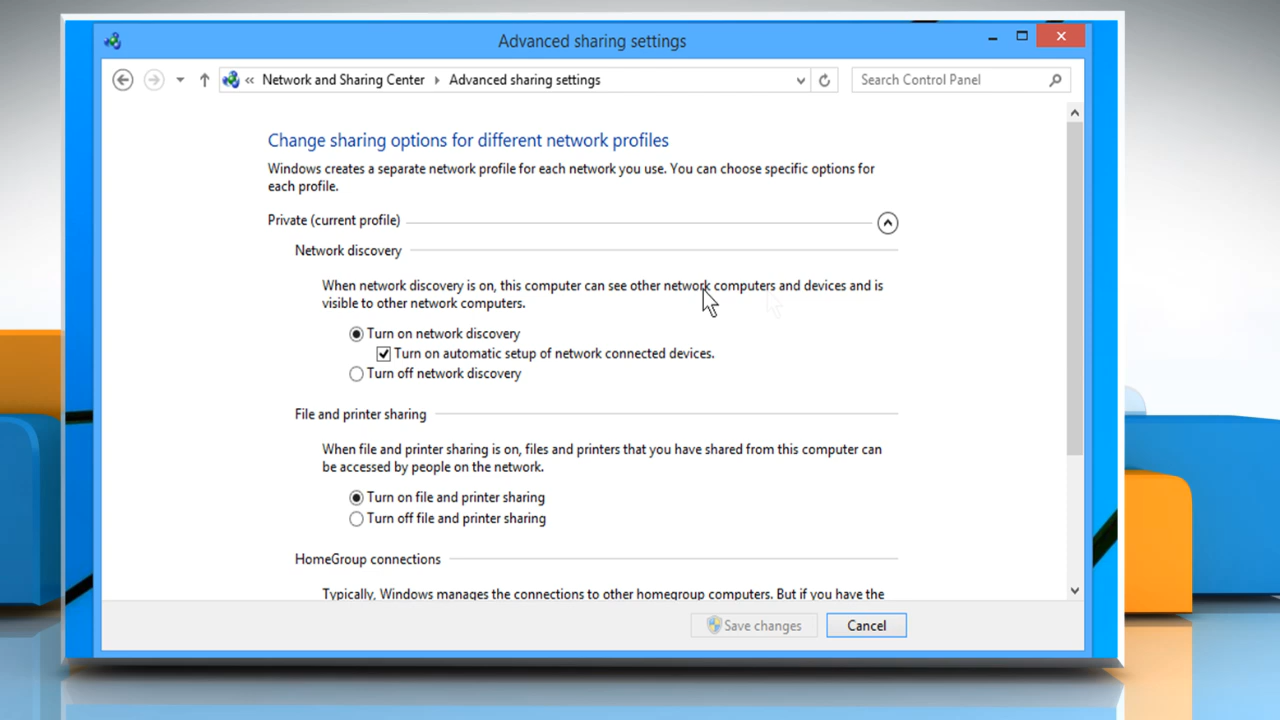 Advanced sharing settings
« Network and Sharing Center Advanced sharing settings Search Control Panel
Change sharing options for different network profiles
Windows creates a separate network profile for each network you use. You can choose specific options for
each profile.
Private (current profile)
Network discovery
When network discovery is on, this computer can see other network computers and devices and is
visible to other network computers.
Turn on network discovery
Turn on automatic setup of network connected devices.
Turn off network discovery
File and printer sharing
When file and printer sharing is on, files and printers that you have shared from this computer can
be accessed by people on the network.
Turn on file and printer sharing
Turn off file and printer sharing
HomeGroup connections
Typically, Windows manages the connections to other homegroup computers. But if you have the
Save changes Cancel